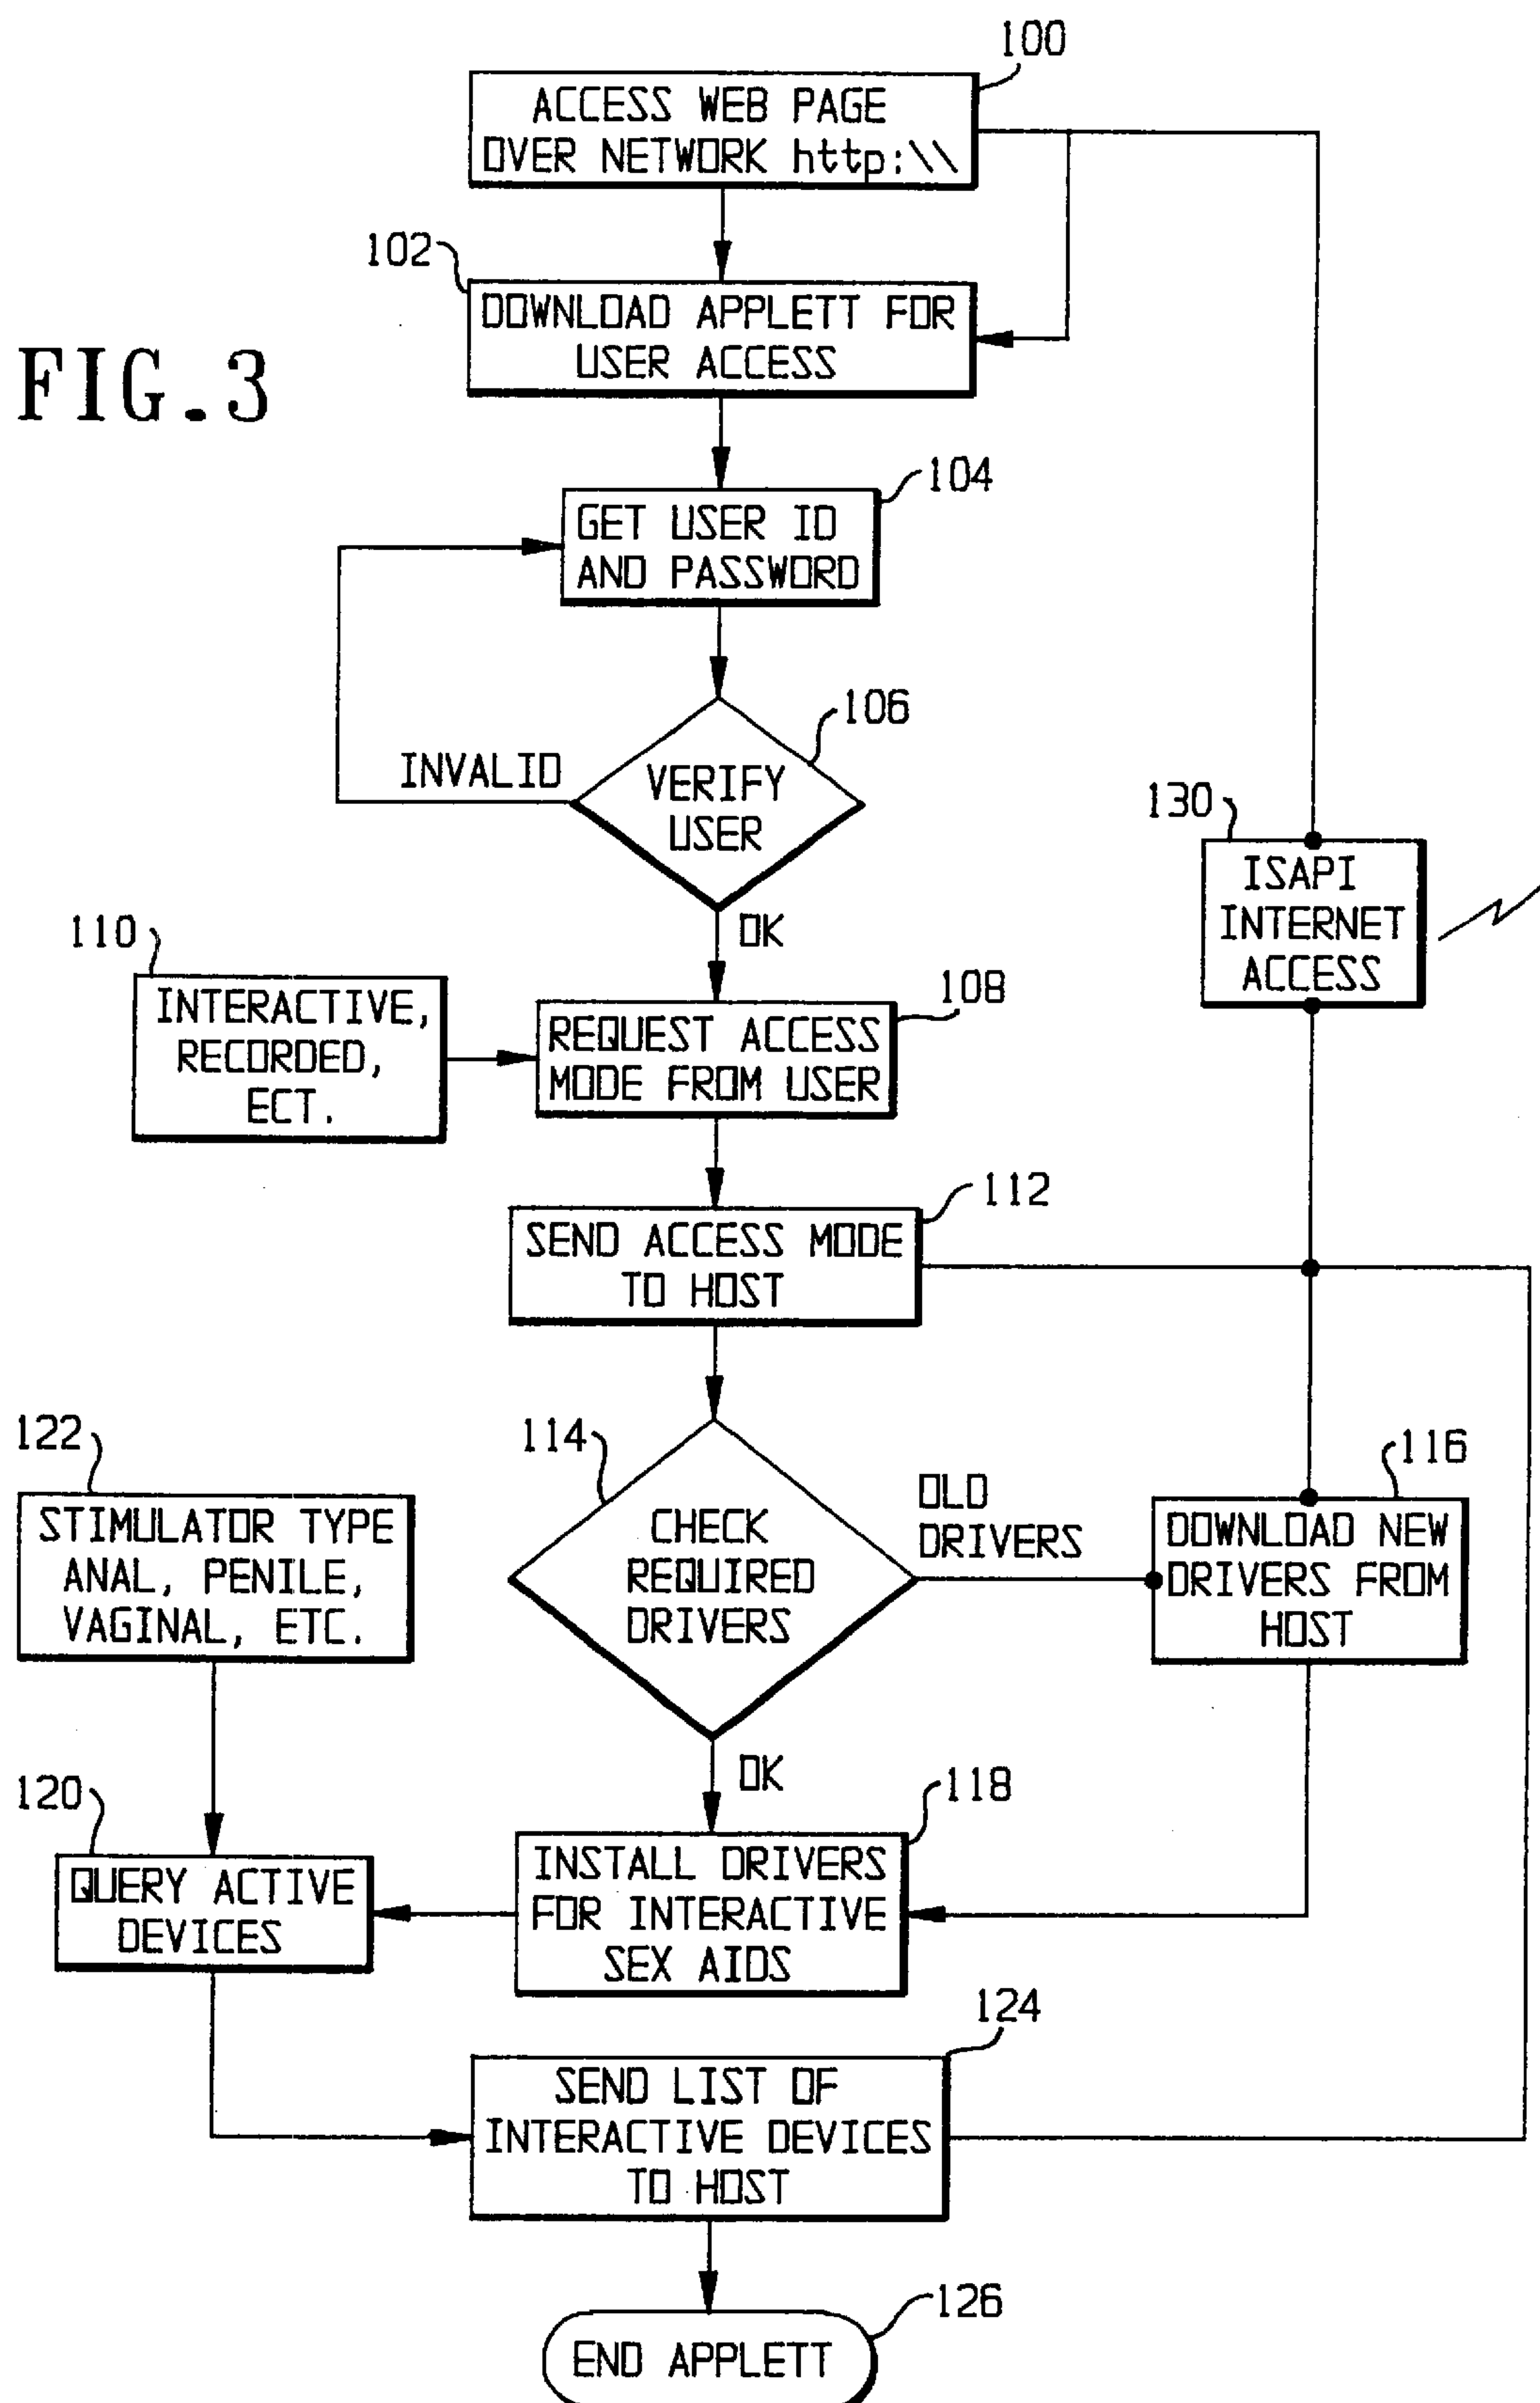 100
ACCESS WEB PAGE
OVER NETWORK http:\\
102
DOWNLOAD APPLETT FOR
USER ACCESS
FIG.3
104
GET USER ID
AND PASSWORD
106
INVALID
VERIFY
USER
130
ISAPI
INTERNET
ACCESS
OK
110
INTERACTIVE,
RECORDED,
ECT.
108
REQUEST ACCESS
MODE FROM USER
112
SEND ACCESS MODE
TO HOST
122
STIMULATOR TYPE
ANAL, PENILE,
VAGINAL, ETC.
114
CHECK
REQUIRED
DRIVERS
OLD
DRIVERS
116
DOWNLOAD NEW
DRIVERS FROM
HOST
OK
120
QUERY ACTIVE
DEVICES
118
INSTALL DRIVERS
FOR INTERACTIVE
SEX AIDS
124
SEND LIST OF
INTERACTIVE DEVICES
TO HOST
126
END APPLETT